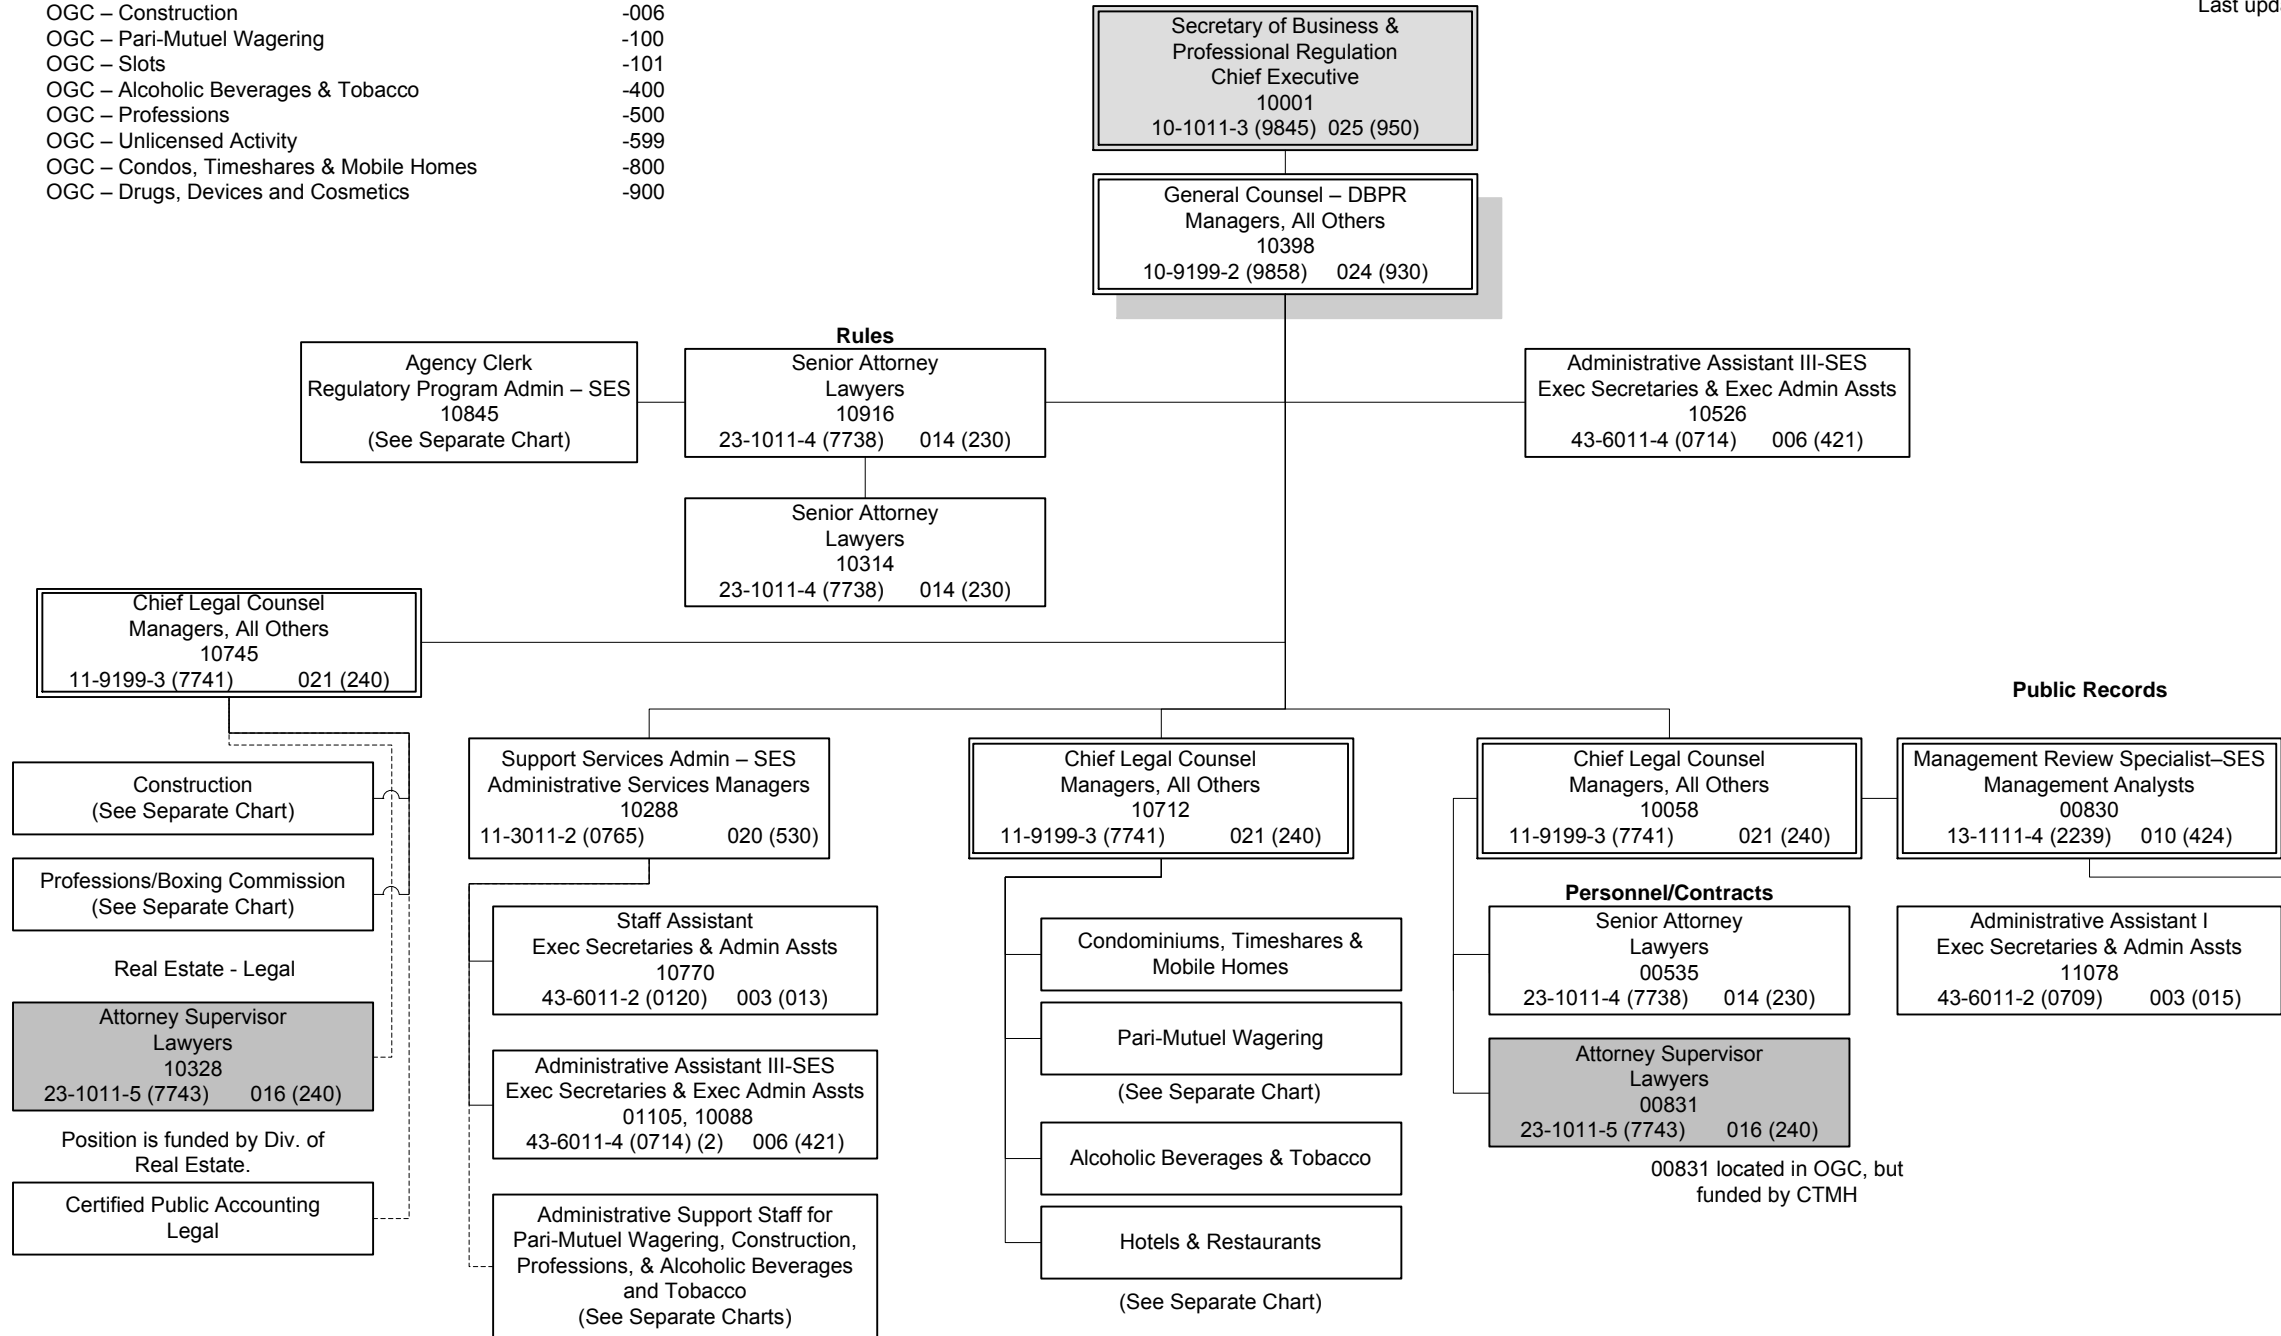 OGC – Construction -006
OGC – Pari-Mutuel Wagering -100
OGC – Slots -101
OGC – Alcoholic Beverages & Tobacco -400
OGC – Professions -500
OGC – Unlicensed Activity -599
OGC – Condos, Timeshares & Mobile Homes -800
OGC – Drugs, Devices and Cosmetics -900
Last upd
Secretary of Business &
Professional Regulation
Chief Executive
10001
10-1011-3 (9845) 025 (950)
General Counsel – DBPR
Managers, All Others
10398
10-9199-2 (9858) 024 (930)
Agency Clerk
Regulatory Program Admin – SES
10845
(See Separate Chart)
Rules
Senior Attorney
Lawyers
10916
23-1011-4 (7738) 014 (230)
Administrative Assistant III-SES
Exec Secretaries & Exec Admin Assts
10526
43-6011-4 (0714) 006 (421)
Senior Attorney
Lawyers
10314
23-1011-4 (7738) 014 (230)
Chief Legal Counsel
Managers, All Others
10745
11-9199-3 (7741) 021 (240)
Construction
(See Separate Chart)
Professions/Boxing Commission
(See Separate Chart)
Real Estate - Legal
Attorney Supervisor
Lawyers
10328
23-1011-5 (7743) 016 (240)
Position is funded by Div. of
Real Estate.
Certified Public Accounting
Legal
Support Services Admin – SES
Administrative Services Managers
10288
11-3011-2 (0765) 020 (530)
Staff Assistant
Exec Secretaries & Admin Assts
10770
43-6011-2 (0120) 003 (013)
Administrative Assistant III-SES
Exec Secretaries & Exec Admin Assts
01105, 10088
43-6011-4 (0714) (2) 006 (421)
Administrative Support Staff for
Pari-Mutuel Wagering, Construction,
Professions, & Alcoholic Beverages
and Tobacco
(See Separate Charts)
Chief Legal Counsel
Managers, All Others
10712
11-9199-3 (7741) 021 (240)
Condominiums, Timeshares &
Mobile Homes
Pari-Mutuel Wagering
(See Separate Chart)
Alcoholic Beverages & Tobacco
Hotels & Restaurants
(See Separate Chart)
Chief Legal Counsel
Managers, All Others
10058
11-9199-3 (7741) 021 (240)
Personnel/Contracts
Senior Attorney
Lawyers
00535
23-1011-4 (7738) 014 (230)
Attorney Supervisor
Lawyers
00831
23-1011-5 (7743) 016 (240)
00831 located in OGC, but
funded by CTMH
Public Records
Management Review Specialist–SES
Management Analysts
00830
13-1111-4 (2239) 010 (424)
Administrative Assistant I
Exec Secretaries & Admin Assts
11078
43-6011-2 (0709) 003 (015)